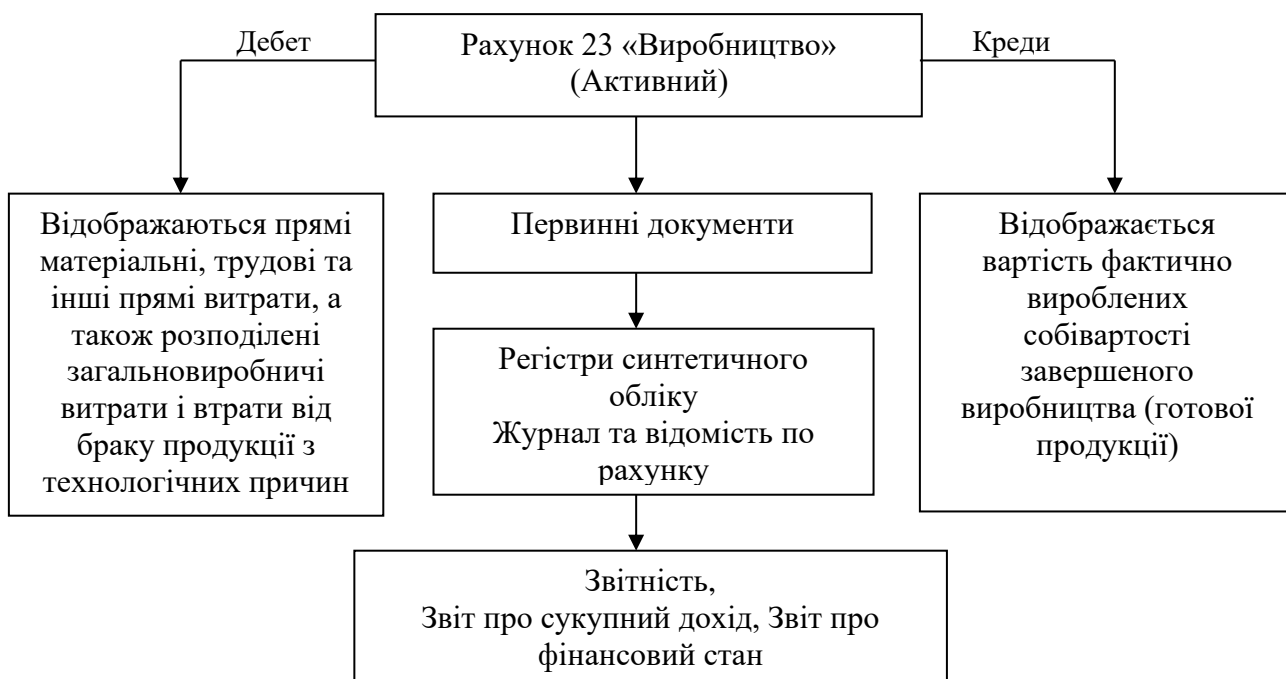 Дебет
Рахунок 23 «Виробництво»
(Активний)
Креди
Відображаються прямі
матеріальні, трудові та
інші прямі витрати, а
також розподілені
загальновиробничі
витрати і втрати від
браку продукції з
технологічних причин
Первинні документи
Регістри синтетичного
обліку
Журнал та відомість по
рахунку
Відображається
вартість фактично
вироблених
собівартості
завершеного
виробництва (готової
продукції)
Звітність,
Звіт про сукупний дохід, Звіт про
фінансовий стан